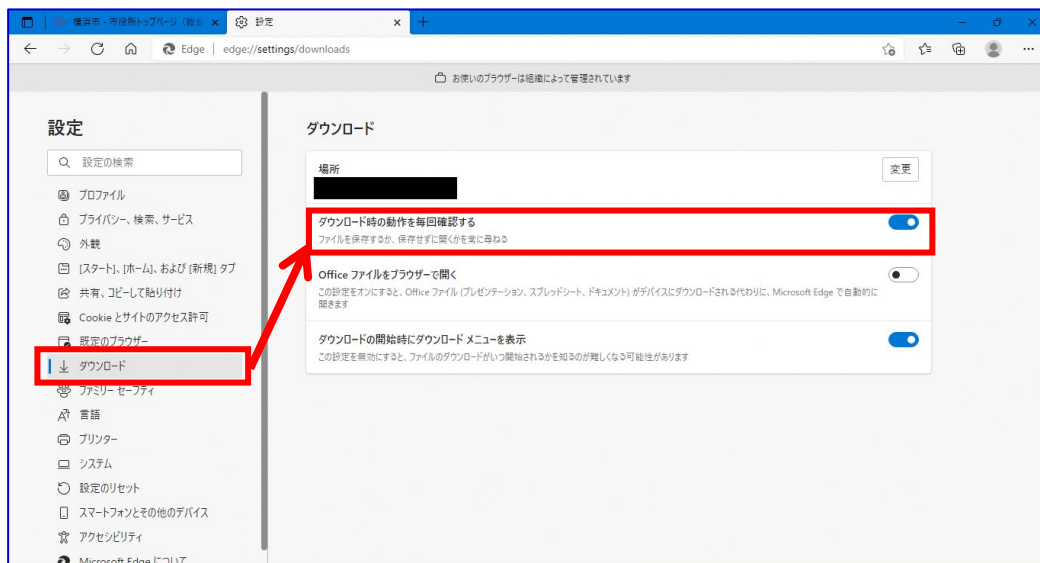 横浜市 - 市役所トップページ (総合
設定
Edge
edge://settings/downloads
お使いのブラウザーは組織によって管理されています
設定
設定の検索
プロファイル
プライバシー、検索、サービス
外観
[スタート]、[ホーム]、および [新規] タブ
共有、コピーして貼り付け
Cookie とサイトのアクセス許可
既定のブラウザー
ダウンロード
ファミリー セーフティ
言語
プリンター
システム
設定のリセット
スマートフォンとその他のデバイス
アクセシビリティ
Microsoft Edge について
ダウンロード
場所
変更
ダウンロード時の動作を毎回確認する
ファイルを保存するか、保存せずに開くかを常に尋ねる
Office ファイルをブラウザーで開く
この設定をオンにすると、Office ファイル (プレゼンテーション、スプレッドシート、ドキュメント) がデバイスにダウンロードされる代わりに、Microsoft Edge で自動的に
開きます
ダウンロードの開始時にダウンロード メニューを表示
この設定を無効にすると、ファイルのダウンロードがいつ開始されるかを知るのが難しくなる可能性があります